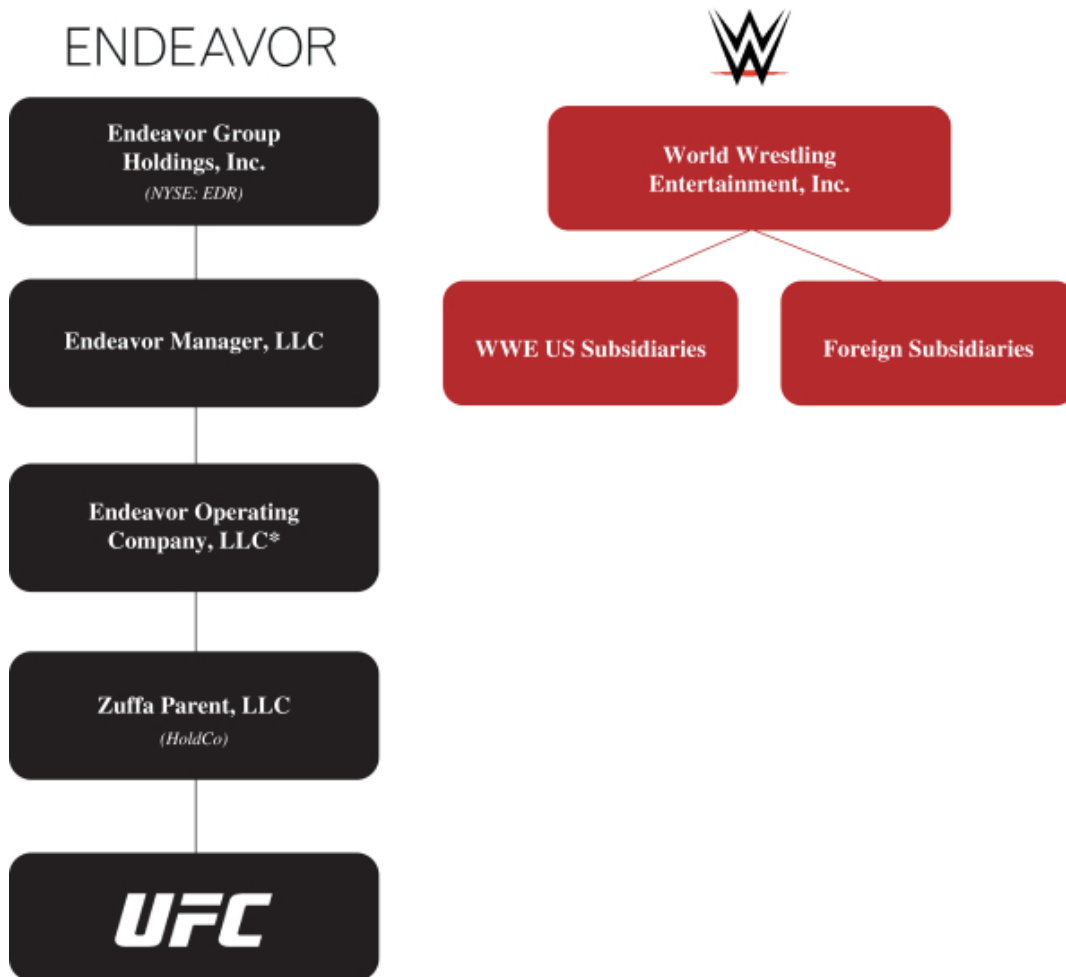 ENDEAVOR
Endeavor Group
Holdings, Inc.
(NYSE: EDR)
Endeavor Manager, LLC
Endeavor Operating
Company, LLC*
Zuffa Parent, LLC
(HoldCo)
UFC
W
World Wrestling
Entertainment, Inc.
WWE US Subsidiaries
Foreign Subsidiaries